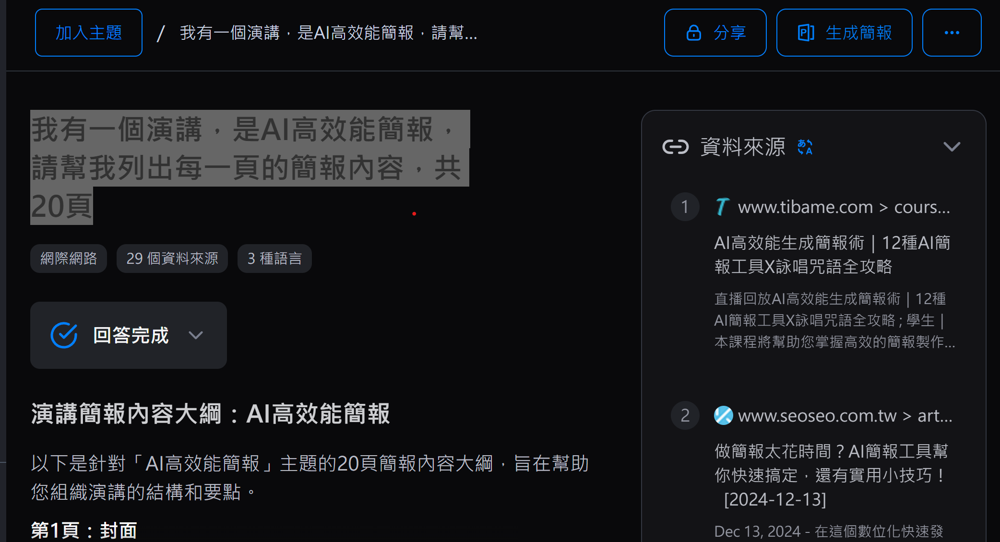 加入主題 / 我有一個演講，是AI高效能簡報，請幫... 分享 生成簡報 ...
我有一個演講，是AI高效能簡報，
請幫我列出每一頁的簡報內容，共
20頁
網際網路 29 個資料來源 3 種語言
回答完成
演講簡報內容大綱：AI高效能簡報
以下是針對「AI高效能簡報」主題的20頁簡報內容大綱，旨在幫助
您組織演講的結構和要點。
第1頁：封面
資料來源
1 www.tibame.com > cours...
AI高效能生成簡報術｜12種AI簡
報工具X詠唱咒語全攻略
直播回放AI高效能生成簡報術｜12種
AI簡報工具X詠唱咒語全攻略 ; 學生｜
本課程將幫助您掌握高效的簡報製作...
2 www.seoseo.com.tw > art...
做簡報太花時間？AI簡報工具幫
你快速搞定，還有實用小技巧！
[2024-12-13]
Dec 13, 2024 - 在這個數位化快速發